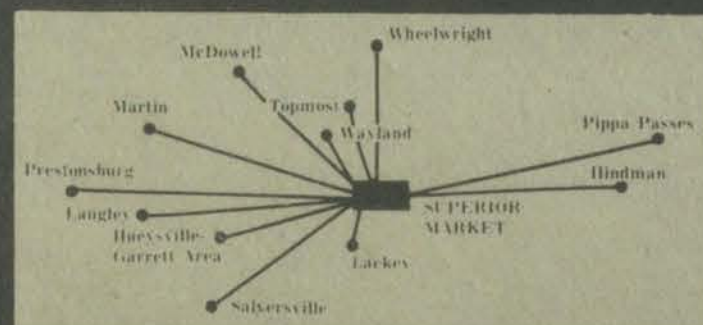 Wheelwright
McDowell
Topmost
Martin
Wayland
Pippa Passes
Prestonsburg
Hindman
Langley
SUPERIOR
MARKET
Hueysville-
Garrett Area
Lackey
Salyersville